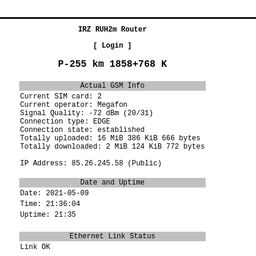 IRZ RUH2m Router
[ Login ]
P-255 km 1858+768 K
Actual GSM Info
Current SIM card: 2
Current operator: Megafon
Signal Quality: -72 dBm (20/31)
Connection type: EDGE
Connection state: established
Totally uploaded: 16 MiB 386 KiB 666 bytes
Totally downloaded: 2 MiB 124 KiB 772 bytes
IP Address: 85.26.245.58 (Public)
Date and Uptime
Date: 2021-05-09
Time: 21:36:04
Uptime: 21:35
Ethernet Link Status
Link OK